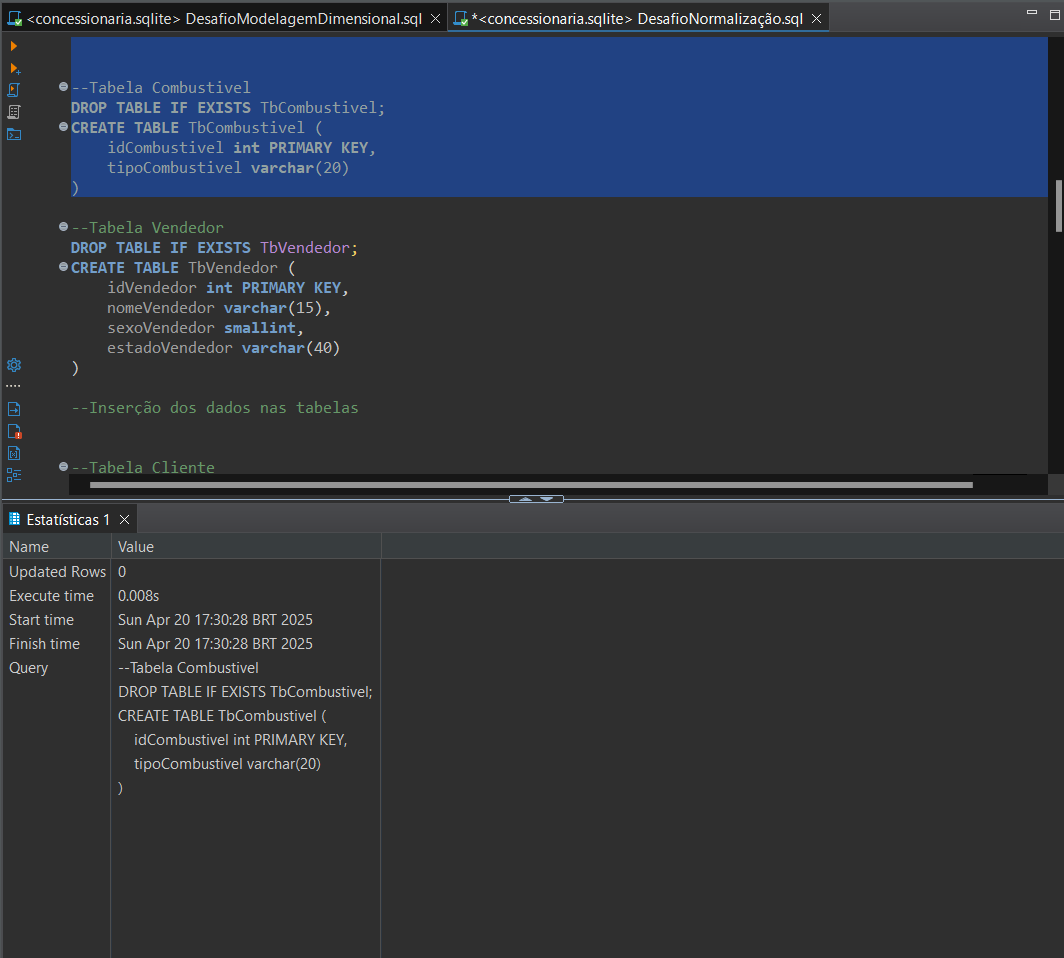 <concessionaria.sqlite> DesafioModelagemDimensional.sql
*<concessionaria.sqlite> DesafioNormalização.sql
--Tabela Combustivel
DROP TABLE IF EXISTS TbCombustivel;
CREATE TABLE TbCombustivel (
    idCombustivel int PRIMARY KEY,
    tipoCombustivel varchar(20)
)
--Tabela Vendedor
DROP TABLE IF EXISTS TbVendedor;
CREATE TABLE TbVendedor (
    idVendedor int PRIMARY KEY,
    nomeVendedor varchar(15),
    sexoVendedor smallint,
    estadoVendedor varchar(40)
)
--Inserção dos dados nas tabelas
--Tabela Cliente
Estatísticas 1
Name Value
Updated Rows 0
Execute time 0.008s
Start time Sun Apr 20 17:30:28 BRT 2025
Finish time Sun Apr 20 17:30:28 BRT 2025
Query --Tabela Combustivel
DROP TABLE IF EXISTS TbCombustivel;
CREATE TABLE TbCombustivel (
    idCombustivel int PRIMARY KEY,
    tipoCombustivel varchar(20)
)